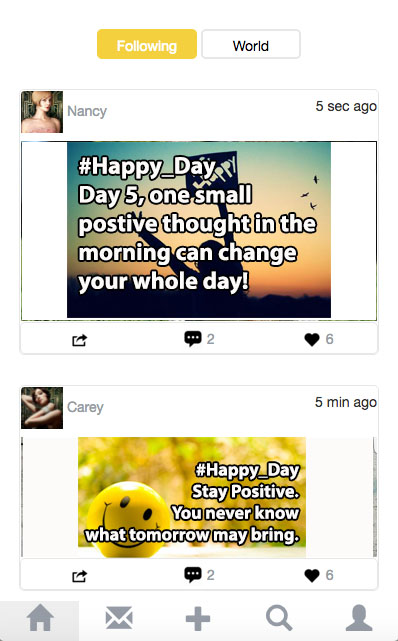 Following
World
Nancy
5 sec ago
#Happy_Day
HAPPY
Day 5, one small
postive thought in the
morning can change
your whole day!
2
6
Carey
5 min ago
#Happy_Day
Stay Positive.
You never know
what tomorrow may bring.
2
6